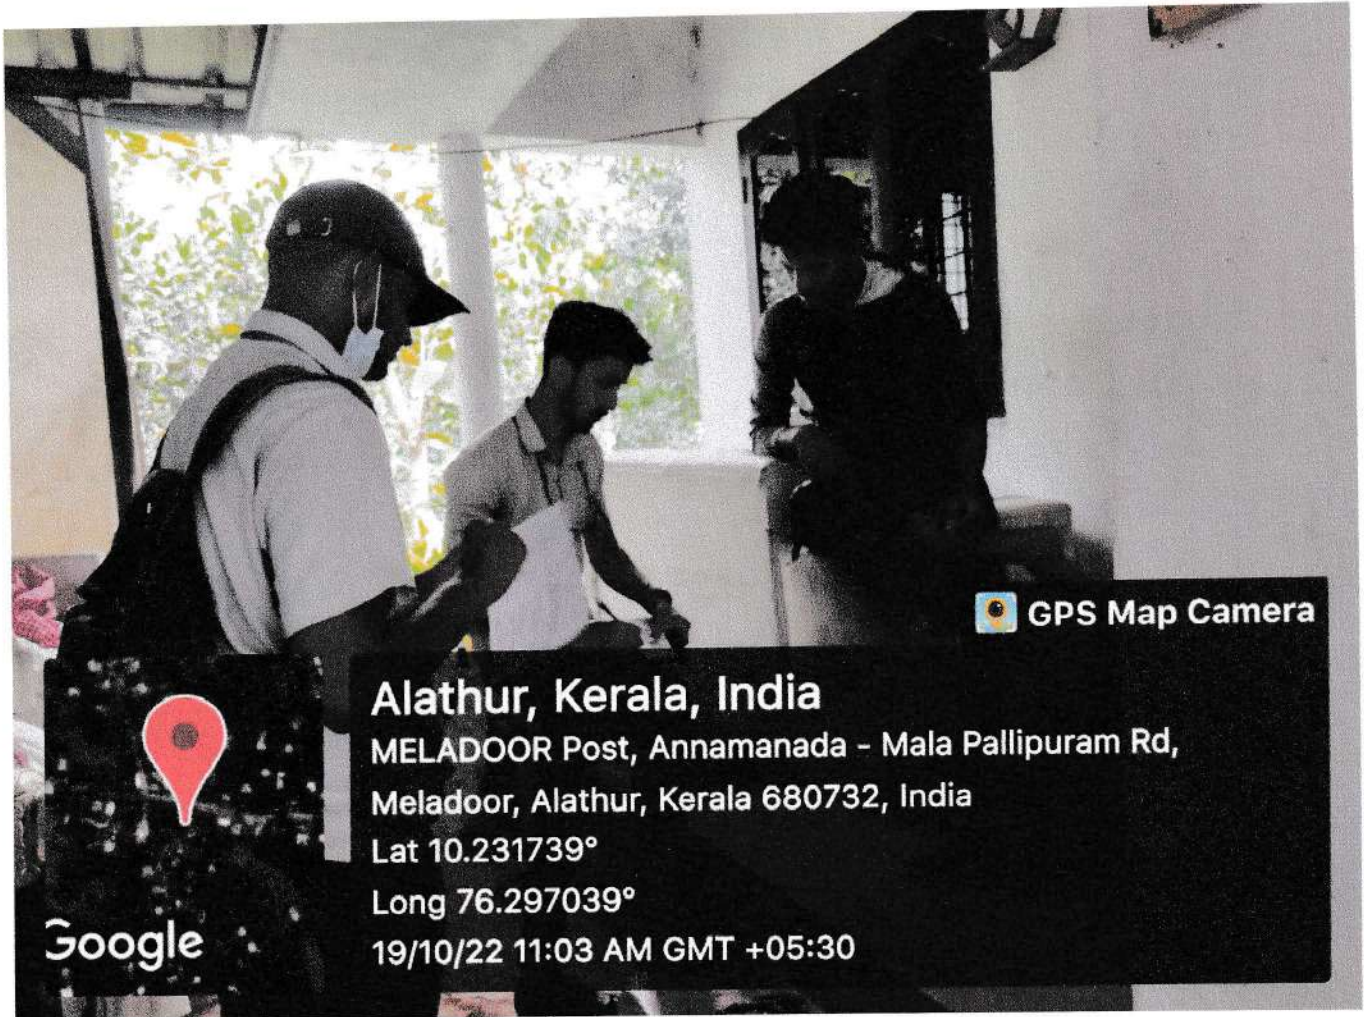 GPS Map Camera
Alathur, Kerala, India
MELADOOR Post, Annamanada - Mala Pallipuram Rd,
Meladoor, Alathur, Kerala 680732, India
Lat 10.231739°
Long 76.297039°
19/10/22 11:03 AM GMT +05:30
Google